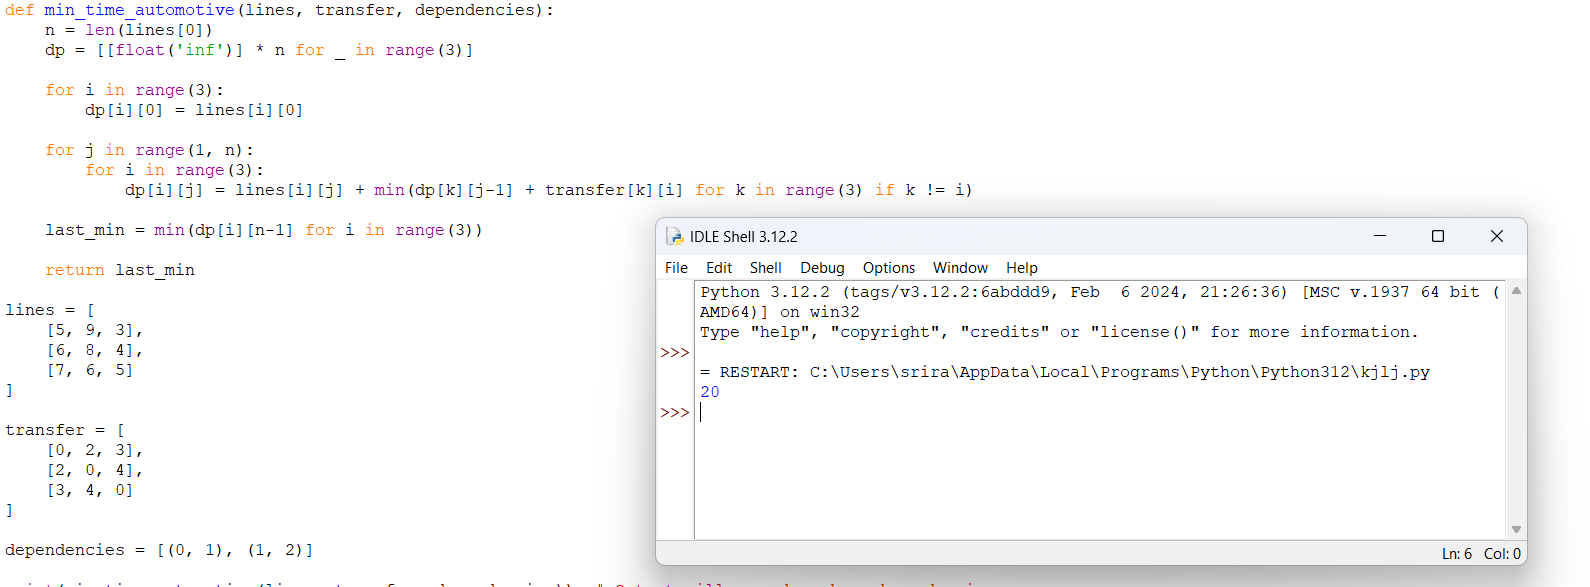 def min_time_automotive(lines, transfer, dependencies):
    n = len(lines[0])
    dp = [[float('inf')] * n for _ in range(3)]
    for i in range(3):
        dp[i][0] = lines[i][0]
    for j in range(1, n):
        for i in range(3):
            dp[i][j] = lines[i][j] + min(dp[k][j-1] + transfer[k][i] for k in range(3) if k != i)
    last_min = min(dp[i][n-1] for i in range(3))
    return last_min
lines = [
    [5, 9, 3],
    [6, 8, 4],
    [7, 6, 5]
]
transfer = [
    [0, 2, 3],
    [2, 0, 4],
    [3, 4, 0]
]
dependencies = [(0, 1), (1, 2)]
IDLE Shell 3.12.2
File Edit Shell Debug Options Window Help
Python 3.12.2 (tags/v3.12.2:6abddd9, Feb  6 2024, 21:26:36) [MSC v.1937 64 bit (
AMD64)] on win32
Type "help", "copyright", "credits" or "license()" for more information.
>>>
= RESTART: C:\Users\srira\AppData\Local\Programs\Python\Python312\kjlj.py
20
>>>
Ln: 6 Col: 0